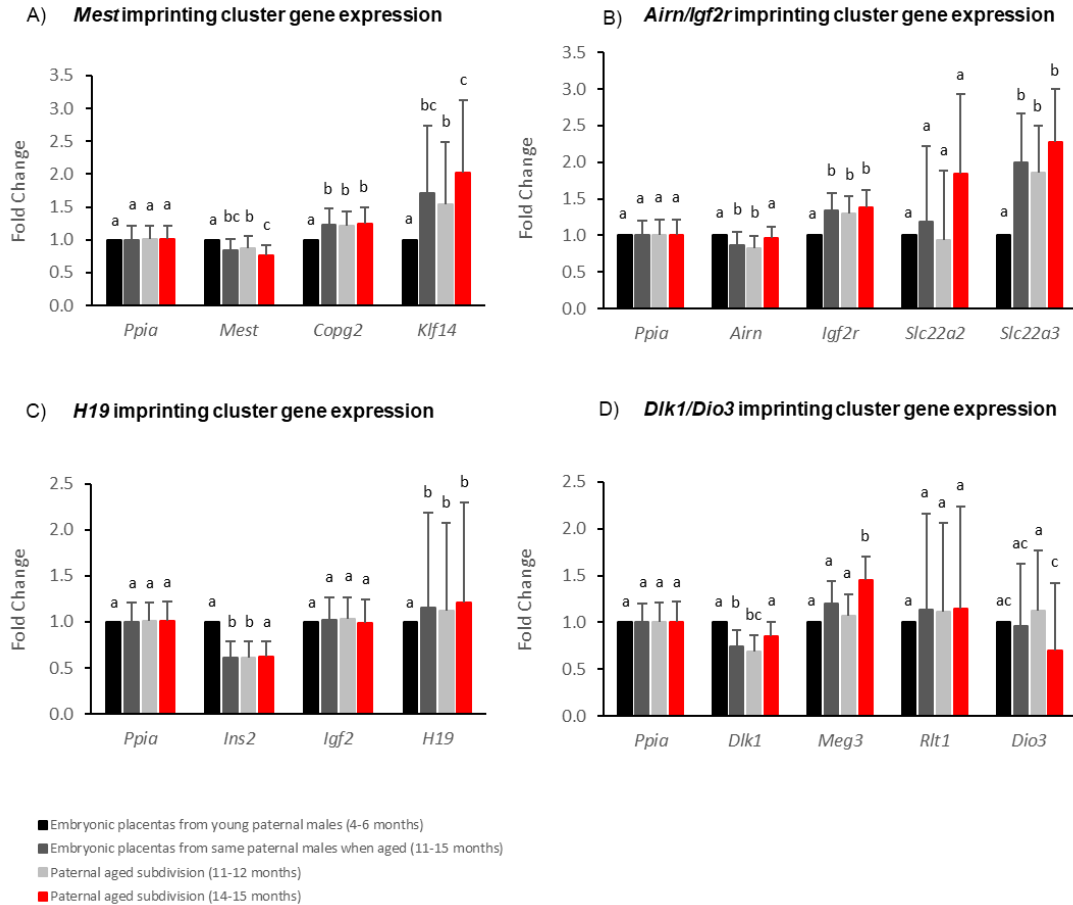 A) Mest imprinting cluster gene expression
3.5
3.0
2.5
2.0
1.5
1.0
0.5
0.0
Fold Change
a a a a
a bc b c
a b b b
a bc b c
Ppia Mest Copg2 Klf14
B) Airn/Igf2r imprinting cluster gene expression
3.5
3.0
2.5
2.0
1.5
1.0
0.5
0.0
Fold Change
a a a a
a b b a
a b b b
a a a a
a b b b
Ppia Airn Igf2r Slc22a2 Slc22a3
C) H19 imprinting cluster gene expression
2.5
2.0
1.5
1.0
0.5
0.0
Fold Change
a a a a
a b b a
a a a a
a b b b
Ppia Ins2 Igf2 H19
D) Dlk1/Dio3 imprinting cluster gene expression
2.5
2.0
1.5
1.0
0.5
0.0
Fold Change
a a a a
a b bc a
a a a b
a a a a
ac ac a c
Ppia Dlk1 Meg3 Rlt1 Dio3
Embryonic placentas from young paternal males (4-6 months)
Embryonic placentas from same paternal males when aged (11-15 months)
Paternal aged subdivision (11-12 months)
Paternal aged subdivision (14-15 months)